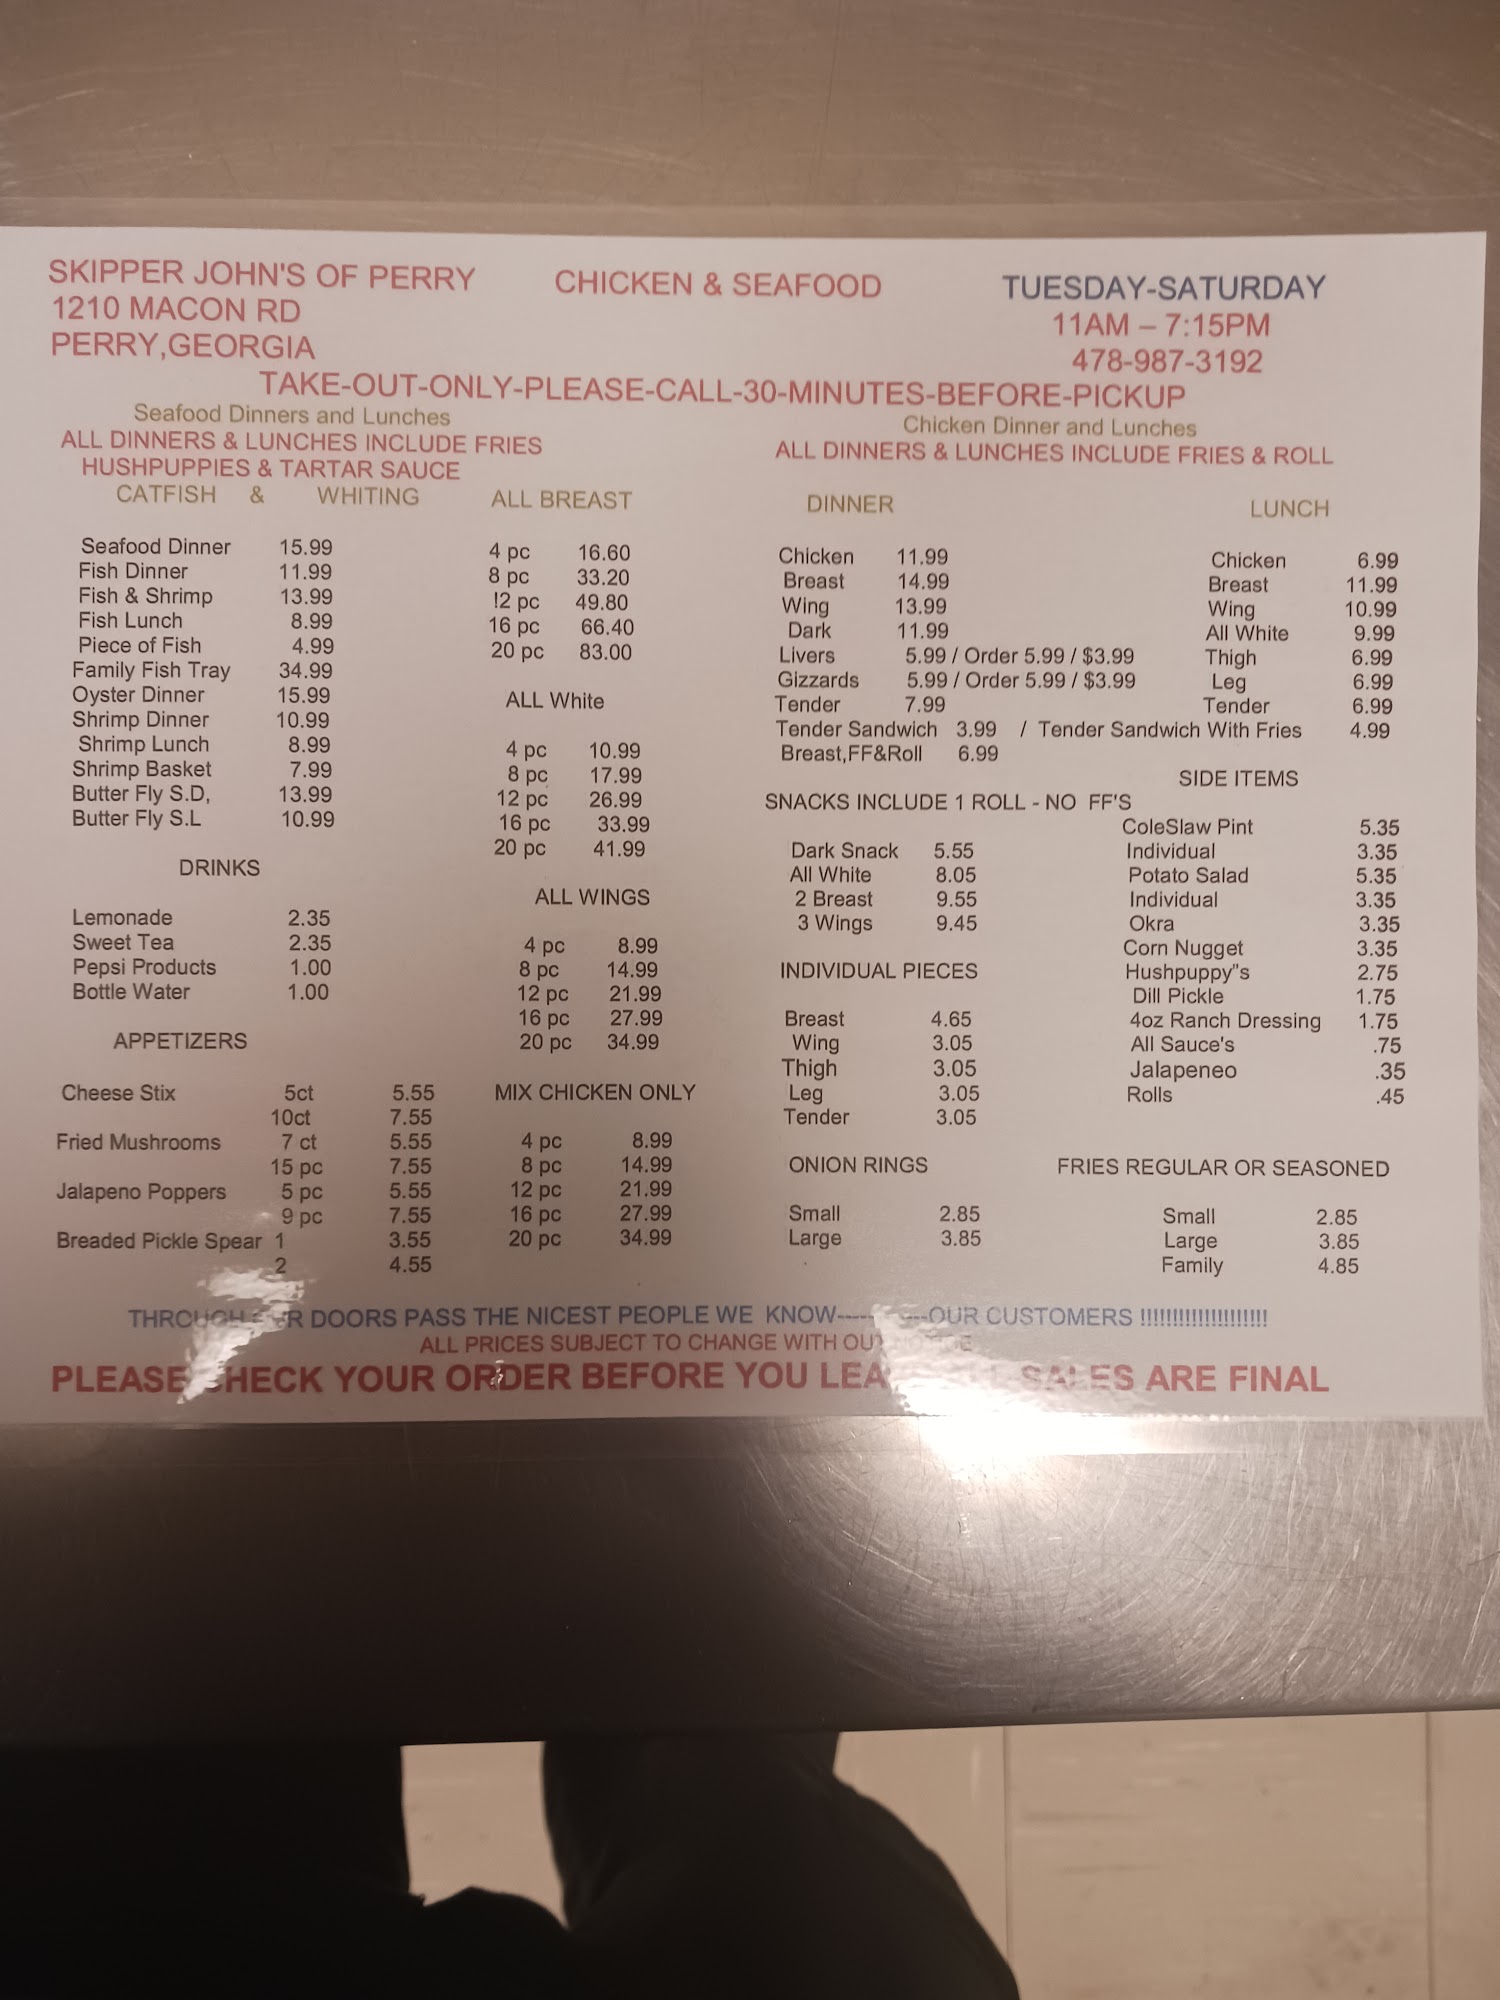 SKIPPER JOHN'S OF PERRY CHICKEN & SEAFOOD TUESDAY-SATURDAY
1210 MACON RD 11AM – 7:15PM
PERRY,GEORGIA 478-987-3192
TAKE-OUT-ONLY-PLEASE-CALL-30-MINUTES-BEFORE-PICKUP
Seafood Dinners and Lunches
ALL DINNERS & LUNCHES INCLUDE FRIES
HUSHPUPPIES & TARTAR SAUCE
CATFISH & WHITING
Seafood Dinner 15.99
Fish Dinner 11.99
Fish & Shrimp 13.99
Fish Lunch 8.99
Piece of Fish 4.99
Family Fish Tray 34.99
Oyster Dinner 15.99
Shrimp Dinner 10.99
Shrimp Lunch 8.99
Shrimp Basket 7.99
Butter Fly S.D, 13.99
Butter Fly S.L 10.99
DRINKS
Lemonade 2.35
Sweet Tea 2.35
Pepsi Products 1.00
Bottle Water 1.00
APPETIZERS
Cheese Stix 5ct 5.55
10ct 7.55
Fried Mushrooms 7 ct 5.55
15 pc 7.55
Jalapeno Poppers 5 pc 5.55
9 pc 7.55
Breaded Pickle Spear 1 3.55
2 4.55
ALL BREAST
4 pc 16.60
8 pc 33.20
!2 pc 49.80
16 pc 66.40
20 pc 83.00
ALL White
4 pc 10.99
8 pc 17.99
12 pc 26.99
16 pc 33.99
20 pc 41.99
ALL WINGS
4 pc 8.99
8 pc 14.99
12 pc 21.99
16 pc 27.99
20 pc 34.99
MIX CHICKEN ONLY
4 pc 8.99
8 pc 14.99
12 pc 21.99
16 pc 27.99
20 pc 34.99
Chicken Dinner and Lunches
ALL DINNERS & LUNCHES INCLUDE FRIES & ROLL
DINNER LUNCH
Chicken 11.99 Chicken 6.99
Breast 14.99 Breast 11.99
Wing 13.99 Wing 10.99
Dark 11.99 All White 9.99
Livers 5.99 / Order 5.99 / $3.99 Thigh 6.99
Gizzards 5.99 / Order 5.99 / $3.99 Leg 6.99
Tender 7.99 Tender 6.99
Tender Sandwich 3.99 / Tender Sandwich With Fries 4.99
Breast,FF&Roll 6.99
SNACKS INCLUDE 1 ROLL - NO FF'S
Dark Snack 5.55
All White 8.05
2 Breast 9.55
3 Wings 9.45
INDIVIDUAL PIECES
Breast 4.65
Wing 3.05
Thigh 3.05
Leg 3.05
Tender 3.05
ONION RINGS
Small 2.85
Large 3.85
SIDE ITEMS
ColeSlaw Pint 5.35
Individual 3.35
Potato Salad 5.35
Individual 3.35
Okra 3.35
Corn Nugget 3.35
Hushpuppy"s 2.75
Dill Pickle 1.75
4oz Ranch Dressing 1.75
All Sauce's .75
Jalapeneo .35
Rolls .45
FRIES REGULAR OR SEASONED
Small 2.85
Large 3.85
Family 4.85
THROUGH DOORS PASS THE NICEST PEOPLE WE KNOW----------OUR CUSTOMERS !!!!!!!!!!!!!!!!!!!!!
ALL PRICES SUBJECT TO CHANGE WITH OUT
PLEASE CHECK YOUR ORDER BEFORE YOU SALES ARE FINAL